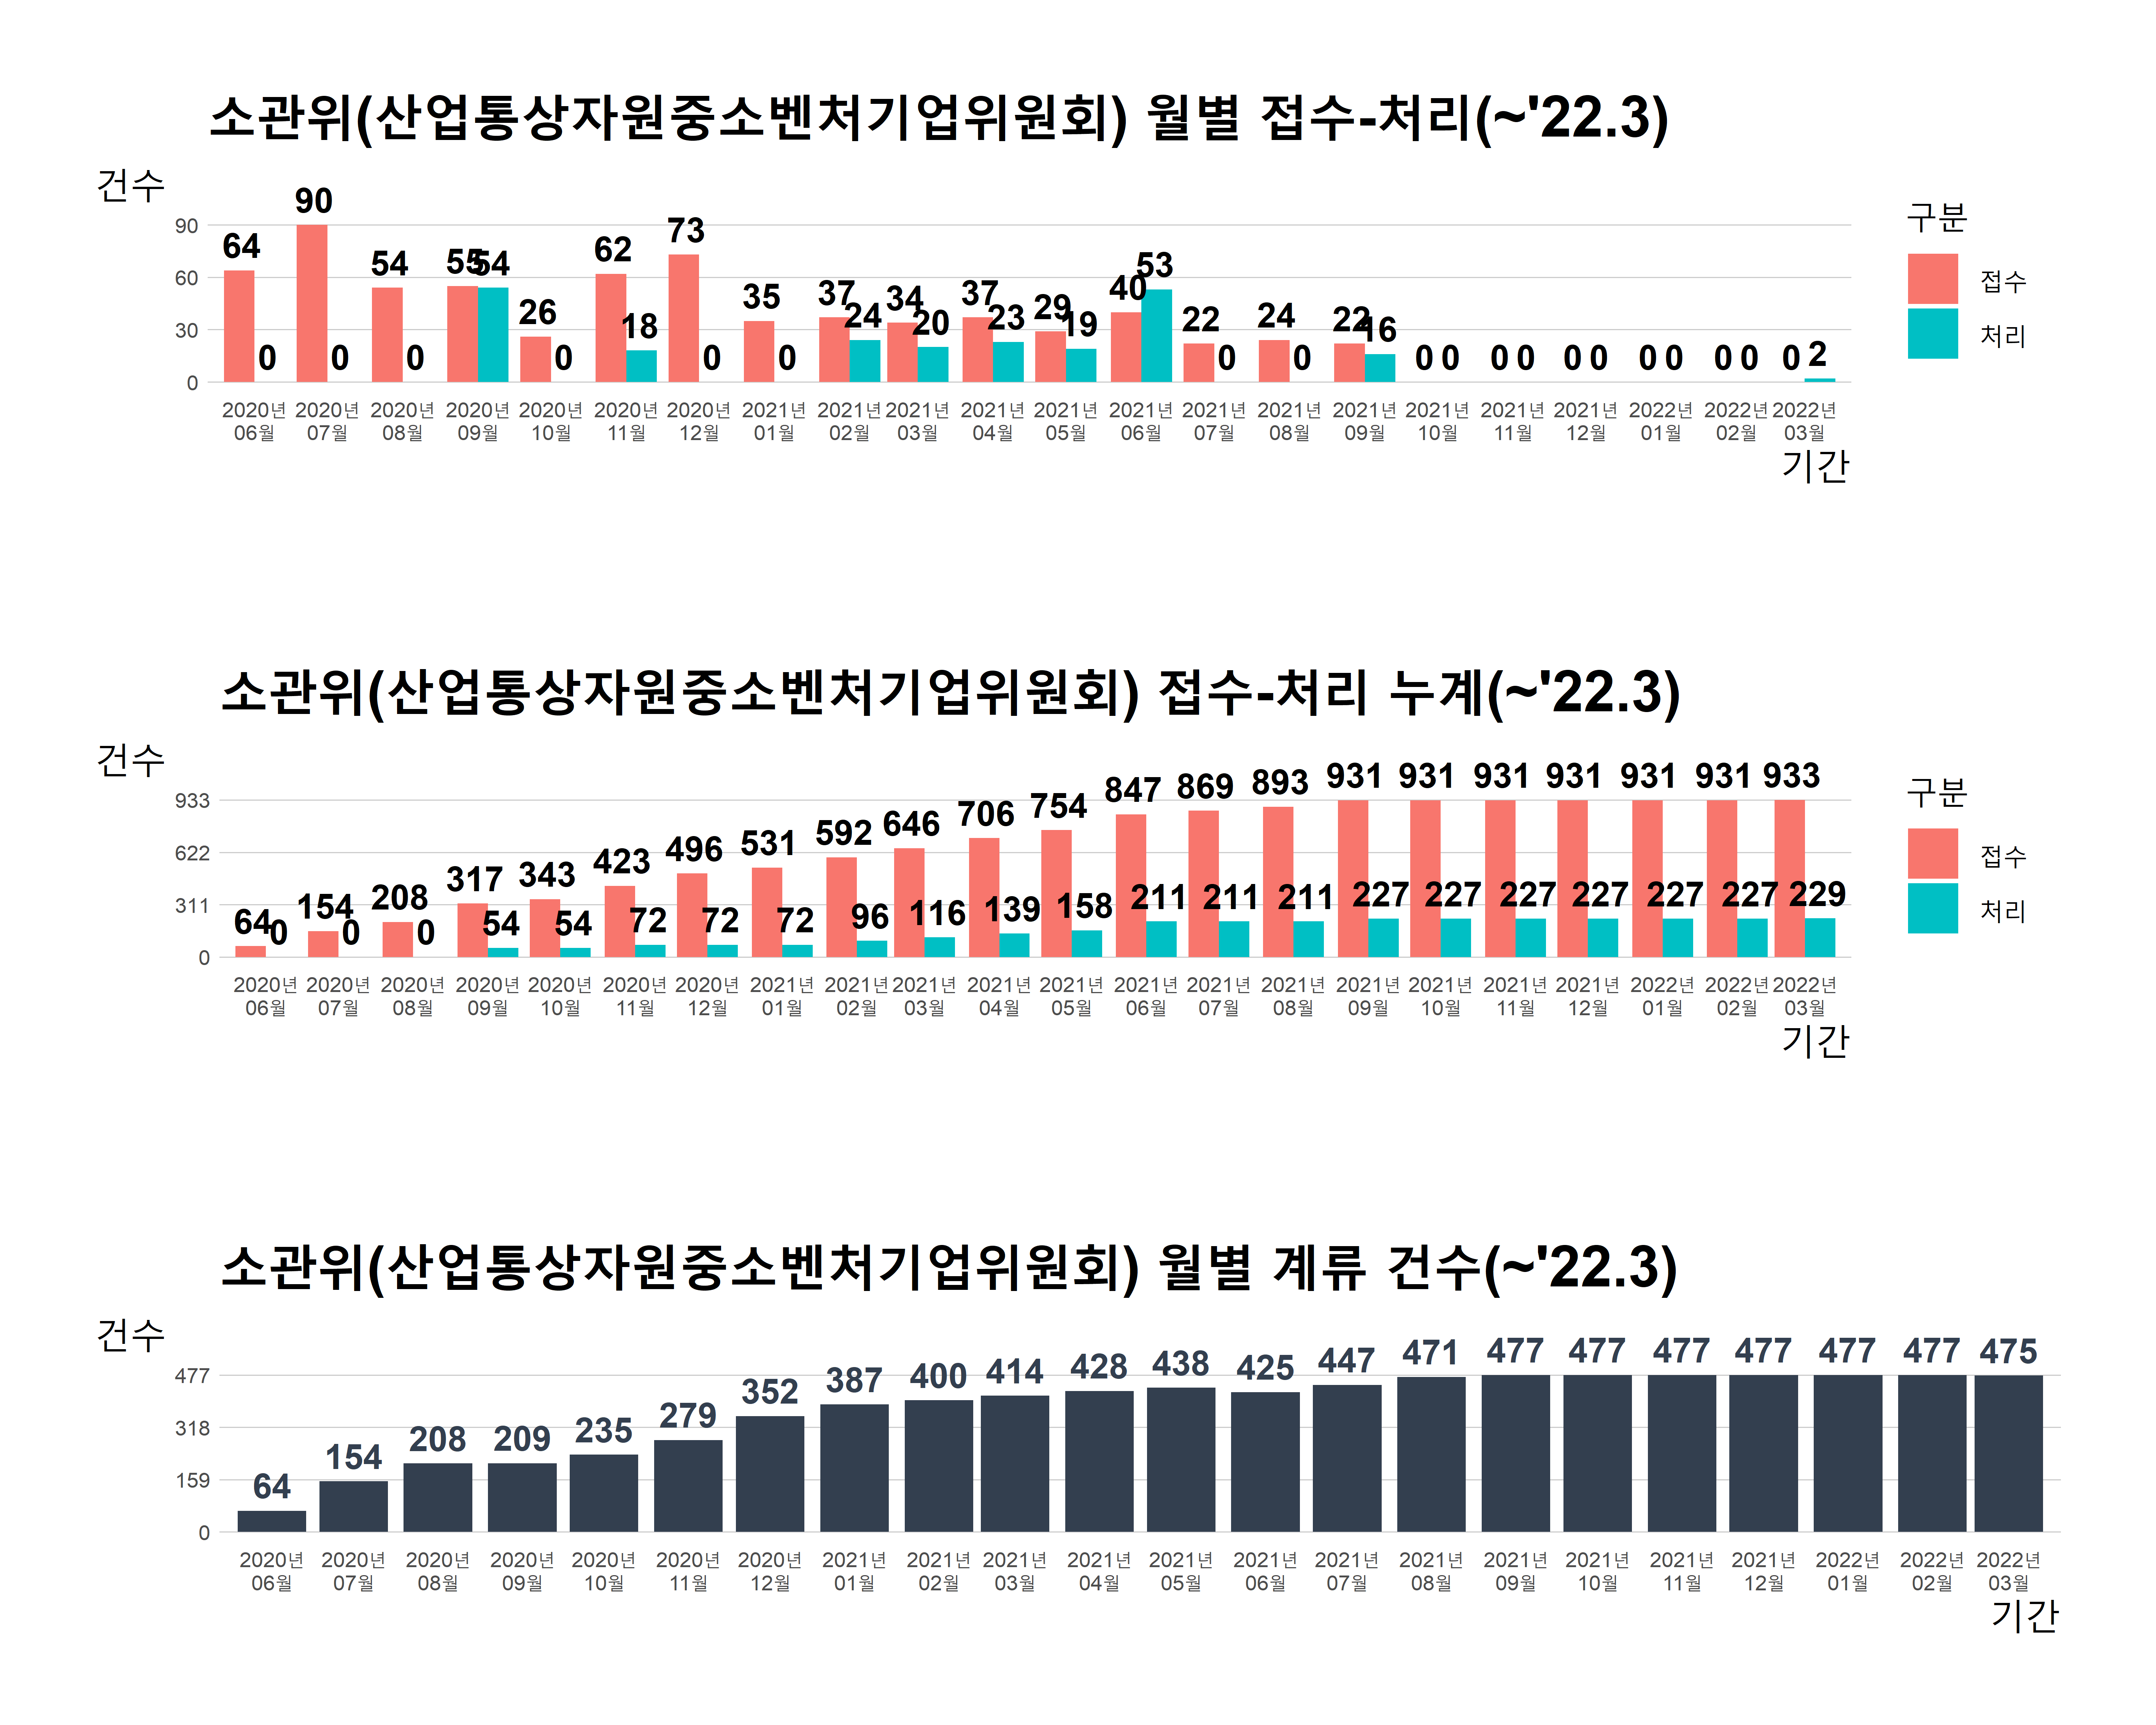 소관위(산업통상자원중소벤처기업위원회) 월별 접수-처리(~'22.3)
건수
90
60
30
0
64 0 90 0 54 0 55 54 26 0 62 18 73 0 35 0 37 24 34 20 37 23 29 19 40 53 22 0 24 0 22 16 0 0 0 0 0 0 0 0 0 0 0 2
2020년 2020년 2020년 2020년 2020년 2020년 2020년 2021년 2021년 2021년 2021년 2021년 2021년 2021년 2021년 2021년 2021년 2021년 2021년 2022년 2022년 2022년
06월 07월 08월 09월 10월 11월 12월 01월 02월 03월 04월 05월 06월 07월 08월 09월 10월 11월 12월 01월 02월 03월
기간
구분
접수
처리
소관위(산업통상자원중소벤처기업위원회) 접수-처리 누계(~'22.3)
건수
933
622
311
0
64 0 154 0 208 0 317 54 343 54 423 72 496 72 531 72 592 96 646 116 706 139 754 158 847 211 869 211 893 211 931 227 931 227 931 227 931 227 931 227 931 227 933 229
2020년 2020년 2020년 2020년 2020년 2020년 2020년 2021년 2021년 2021년 2021년 2021년 2021년 2021년 2021년 2021년 2021년 2021년 2021년 2022년 2022년 2022년
06월 07월 08월 09월 10월 11월 12월 01월 02월 03월 04월 05월 06월 07월 08월 09월 10월 11월 12월 01월 02월 03월
기간
구분
접수
처리
소관위(산업통상자원중소벤처기업위원회) 월별 계류 건수(~'22.3)
건수
477
318
159
0
64 154 208 209 235 279 352 387 400 414 428 438 425 447 471 477 477 477 477 477 477 475
2020년 2020년 2020년 2020년 2020년 2020년 2020년 2021년 2021년 2021년 2021년 2021년 2021년 2021년 2021년 2021년 2021년 2021년 2021년 2022년 2022년 2022년
06월 07월 08월 09월 10월 11월 12월 01월 02월 03월 04월 05월 06월 07월 08월 09월 10월 11월 12월 01월 02월 03월
기간